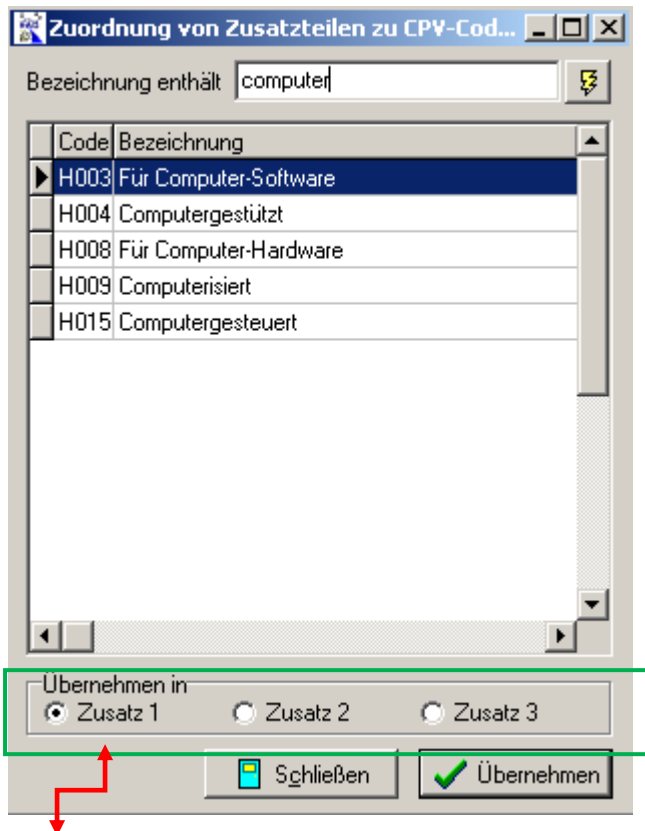 Zuordnung von Zusatzteilen zu CPV-Cod...
Bezeichnung enthält computer
Code Bezeichnung
H003 Für Computer-Software
H004 Computergestützt
H008 Für Computer-Hardware
H009 Computerisiert
H015 Computergesteuert
Übernehmen in
Zusatz 1 Zusatz 2 Zusatz 3
Schließen Übernehmen